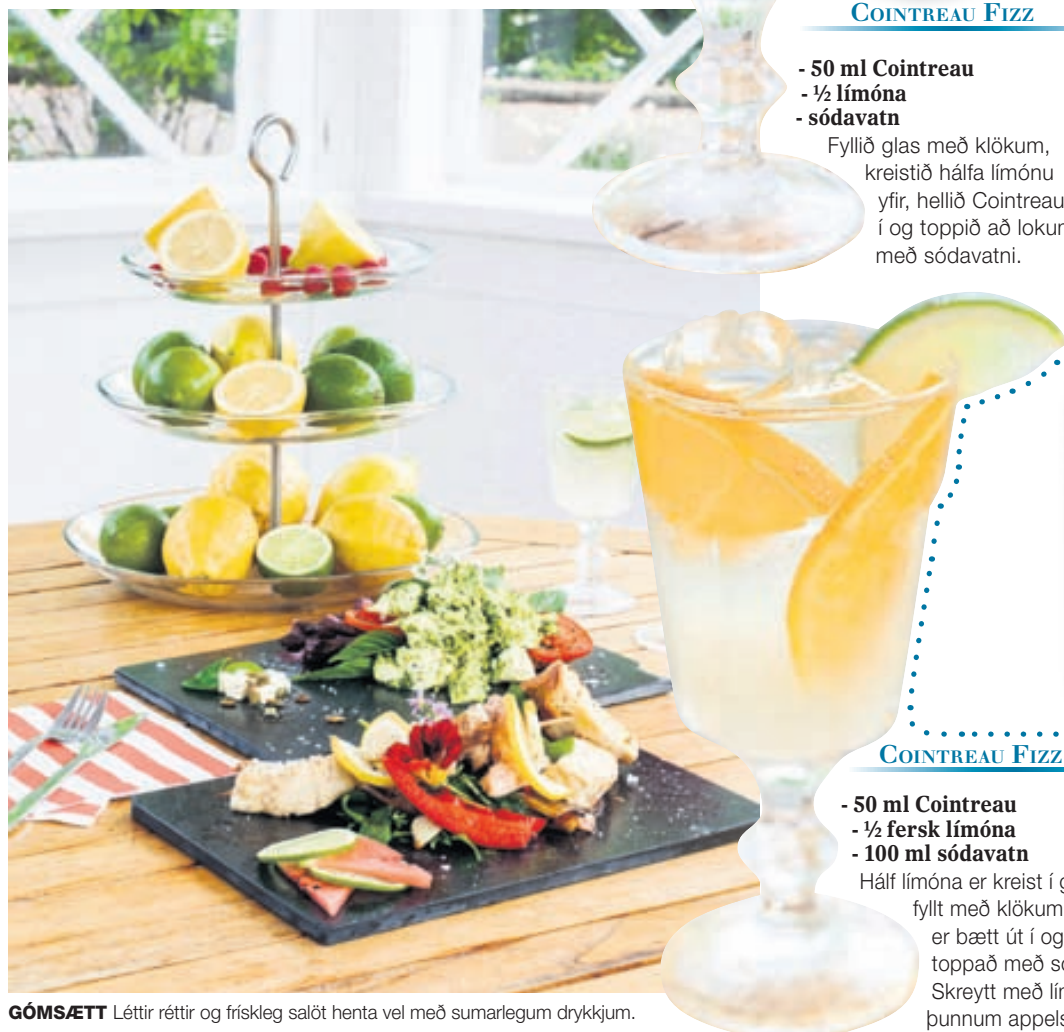 COINTREAU FIZZ
- 50 ml Cointreau
- ½ límóna
- sódavatn
Fyllið glas með klökum,
kreistið hálfa límónu
yfir, hellið Cointreau
í og toppið að lokum
með sódavatni.
COINTREAU FIZZ
- 50 ml Cointreau
- ½ fersk límóna
- 100 ml sódavatn
Hálf límóna er kreist í
fyllt með klökum
er bætt út í og
toppað með
Skreytt með
þunnum
GÓMSÆTT Léttir réttir og frískleg salöt henta vel með sumarlegum drykkjum.